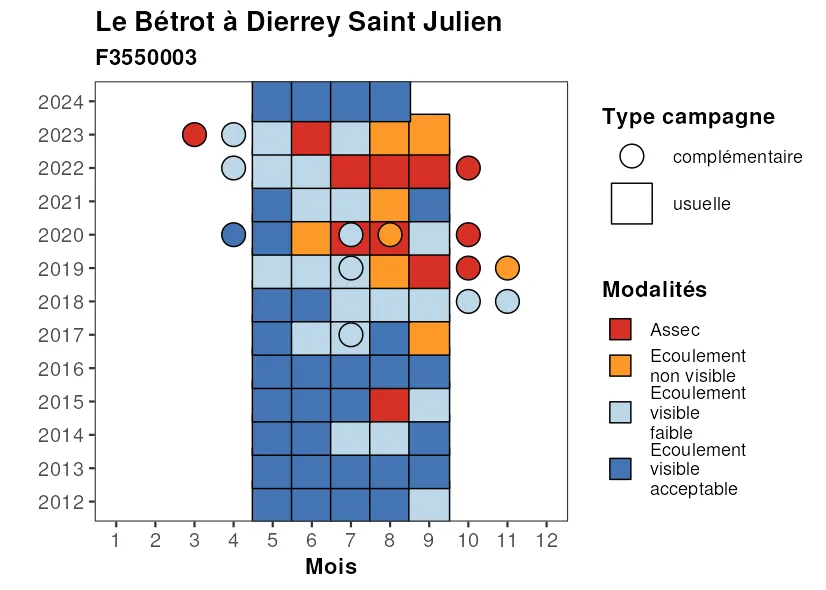 Le Bétrot à Dierrey Saint Julien
F3550003
2024
2023
2022
2021
2020
2019
2018
2017
2016
2015
2014
2013
2012
1 2 3 4 5 6 7 8 9 10 11 12
Mois
Type campagne
complémentaire
usuelle
Modalités
Assec
Ecoulement
non visible
Ecoulement
visible
faible
Ecoulement
visible
acceptable